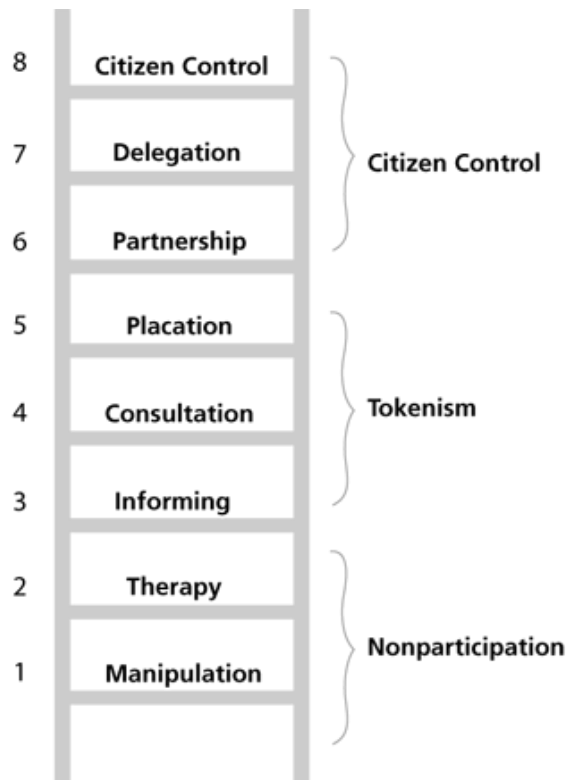 8 Citizen Control
7 Delegation
Citizen Control
6 Partnership
5 Placation
4 Consultation
Tokenism
3 Informing
2 Therapy
Nonparticipation
1 Manipulation